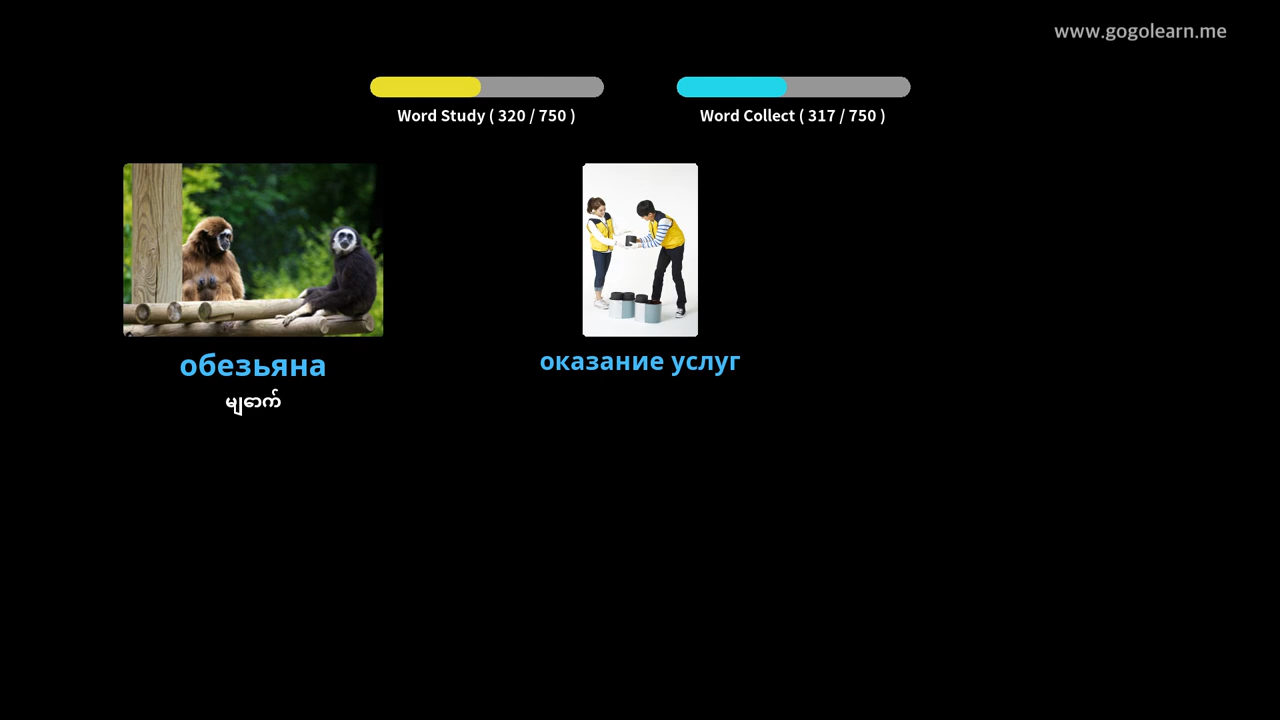 www.gogolearn.me
Word Study ( 320 / 750 )
Word Collect ( 317 / 750 )
обезьяна
မျောက်
оказание услуг